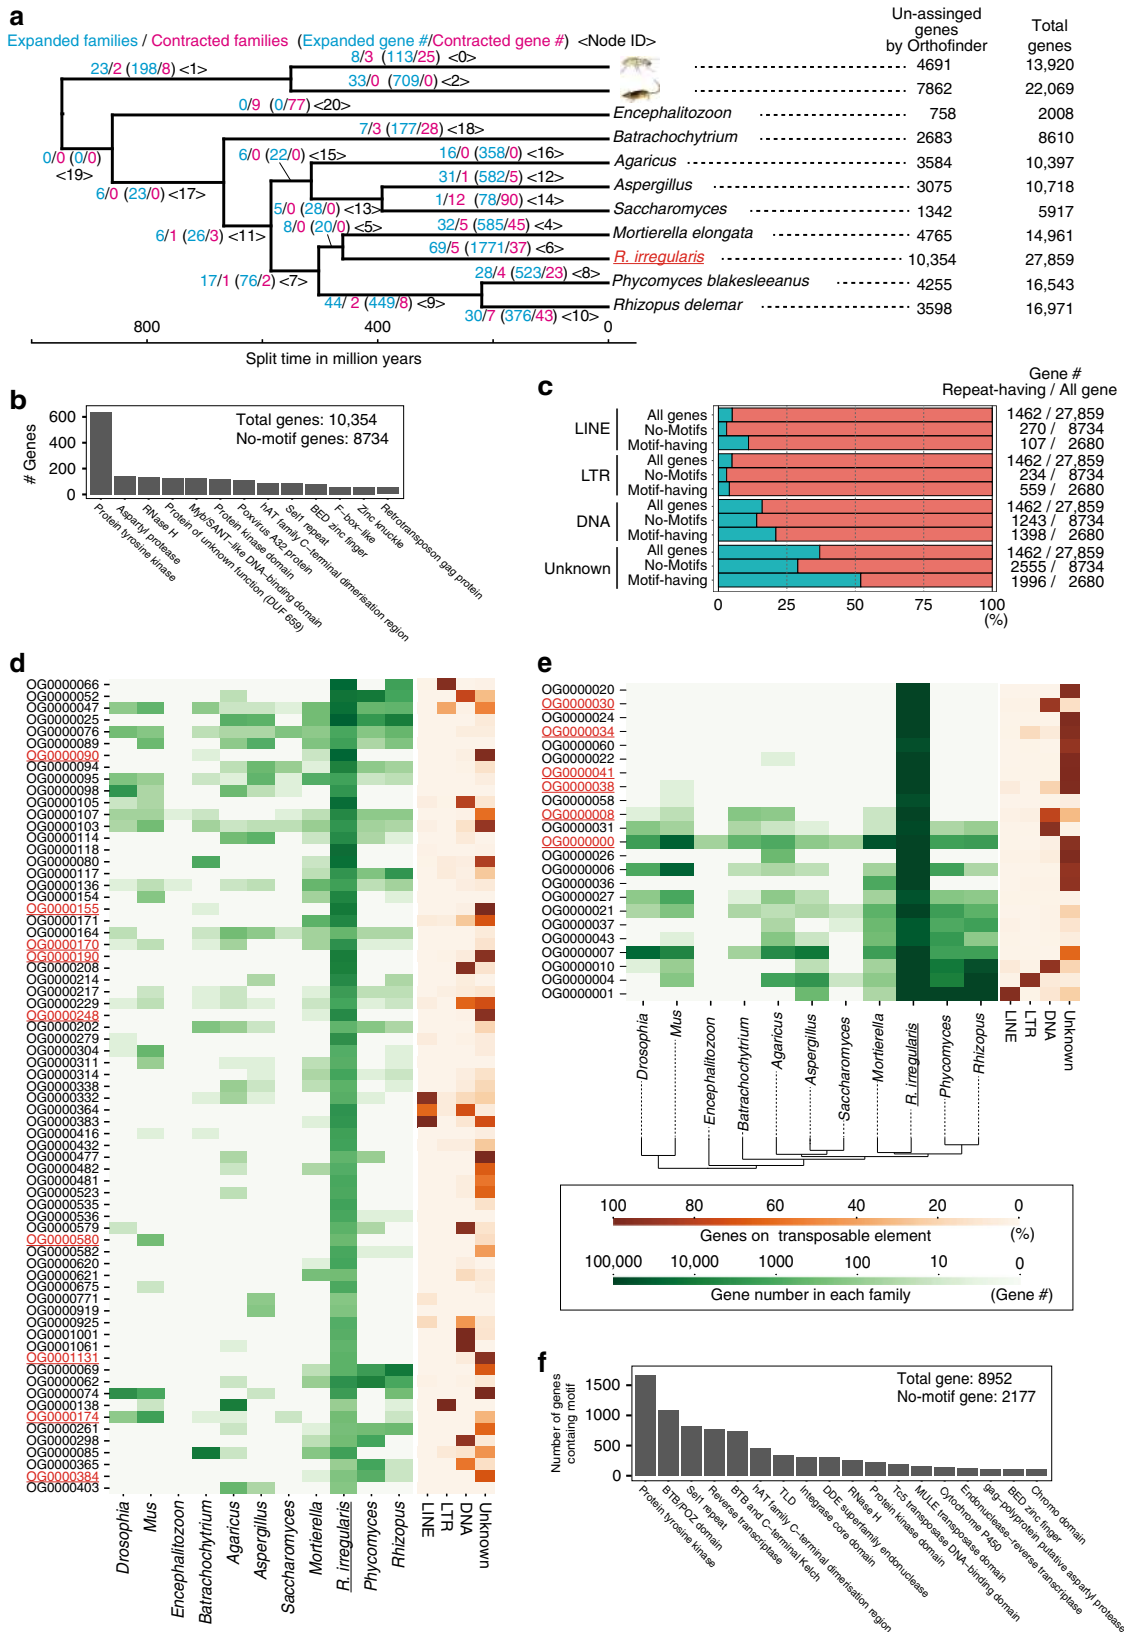 a
Expanded families / Contracted families (Expanded gene #/Contracted gene #) <Node ID>
Un-assinged genes by Orthofinder
Total genes
8/3 (113/25) <0>
4691 13,920
23/2 (198/8) <1>
33/0 (709/0) <2>
7862 22,069
0/9 (0/77) <20>
Encephalitozoon 758 2008
7/3 (177/28) <18>
Batrachochytrium 2683 8610
0/0 (0/0) <19>
6/0 (22/0) <15>
16/0 (358/0) <16>
Agaricus 3584 10,397
31/1 (582/5) <12>
Aspergillus 3075 10,718
6/0 (23/0) <17>
1/12 (78/90) <14>
5/0 (28/0) <13>
Saccharomyces 1342 5917
8/0 (20/0) <5>
32/5 (585/45) <4>
Mortierella elongata 4765 14,961
6/1 (26/3) <11>
69/5 (1771/37) <6>
R. irregularis 10,354 27,859
17/1 (76/2) <7>
28/4 (523/23) <8>
Phycomyces blakesleeanus 4255 16,543
44/ 2 (449/8) <9>
Rhizopus delemar 3598 16,971
30/7 (376/43) <10>
800 400 0
Split time in million years
b
# Genes
600
400
200
0
Total genes: 10,354
No-motif genes: 8734
Protein tyrosine kinase
Aspartyl protease
RNase H
Protein of unknown function (DUF 659)
Myb/SANT-like DNA-binding domain
Protein kinase domain
Poxvirus A32 protein
hAT family C-terminal dimerisation region
Sel1 repeat
BED zinc finger
F-box-like
Zinc knuckle
Retrotransposon gag protein
c
Gene #
Repeat-having / All gene
LINE
All genes 1462 / 27,859
No-Motifs 270 / 8734
Motif-having 107 / 2680
LTR
All genes 1462 / 27,859
No-Motifs 234 / 8734
Motif-having 559 / 2680
DNA
All genes 1462 / 27,859
No-Motifs 1243 / 8734
Motif-having 1398 / 2680
Unknown
All genes 1462 / 27,859
No-Motifs 2555 / 8734
Motif-having 1996 / 2680
0 25 50 75 100
(%)
d
OG0000066
OG0000052
OG0000047
OG0000025
OG0000076
OG0000089
OG0000090
OG0000094
OG0000095
OG0000098
OG0000105
OG0000107
OG0000103
OG0000114
OG0000118
OG0000080
OG0000117
OG0000136
OG0000154
OG0000155
OG0000171
OG0000164
OG0000170
OG0000190
OG0000208
OG0000214
OG0000217
OG0000229
OG0000248
OG0000202
OG0000279
OG0000304
OG0000311
OG0000314
OG0000338
OG0000332
OG0000364
OG0000383
OG0000416
OG0000432
OG0000477
OG0000482
OG0000481
OG0000523
OG0000535
OG0000536
OG0000579
OG0000580
OG0000582
OG0000620
OG0000621
OG0000675
OG0000771
OG0000919
OG0000925
OG0001001
OG0001061
OG0001131
OG0000069
OG0000062
OG0000074
OG0000138
OG0000174
OG0000261
OG0000298
OG0000085
OG0000365
OG0000384
OG0000403
Drosophia
Mus
Encephalitozoon
Batrachytrium
Agaricus
Aspergillus
Saccharomyces
Mortierella
R. irregularis
Phycomyces
Rhizopus
LINE
LTR
DNA
Unknown
e
OG0000020
OG0000030
OG0000024
OG0000034
OG0000060
OG0000022
OG0000041
OG0000038
OG0000058
OG0000008
OG0000031
OG0000000
OG0000026
OG0000006
OG0000036
OG0000027
OG0000021
OG0000037
OG0000043
OG0000007
OG0000010
OG0000004
OG0000001
Drosophia
Mus
Encephalitozoon
Batrachytrium
Agaricus
Aspergillus
Saccharomyces
Mortierella
R. irregularis
Phycomyces
Rhizopus
LINE
LTR
DNA
Unknown
100 80 60 40 20 0
Genes on transposable element (%)
100,000 10,000 1000 100 10 0
Gene number in each family (Gene #)
f
Number of genes
containg motif
1500
1000
500
0
Total gene: 8952
No-motif gene: 2177
Protein tyrosine kinase
BTB/POZ domain
Sel1 repeat
Reverse transcriptase
BTB and C-terminal Kelch
hAT family C-terminal dimerisation region
TLD
Integrase core domain
DDE superfamily endonuclease
RNase H
Protein kinase domain
Tc5 transposase DNA-binding domain
MULE transposase domain
Cytochrome P450
Endonuclease-reverse transcriptase
gag-polyprotein putative aspartyl protease
BED zinc finger
Chromo domain